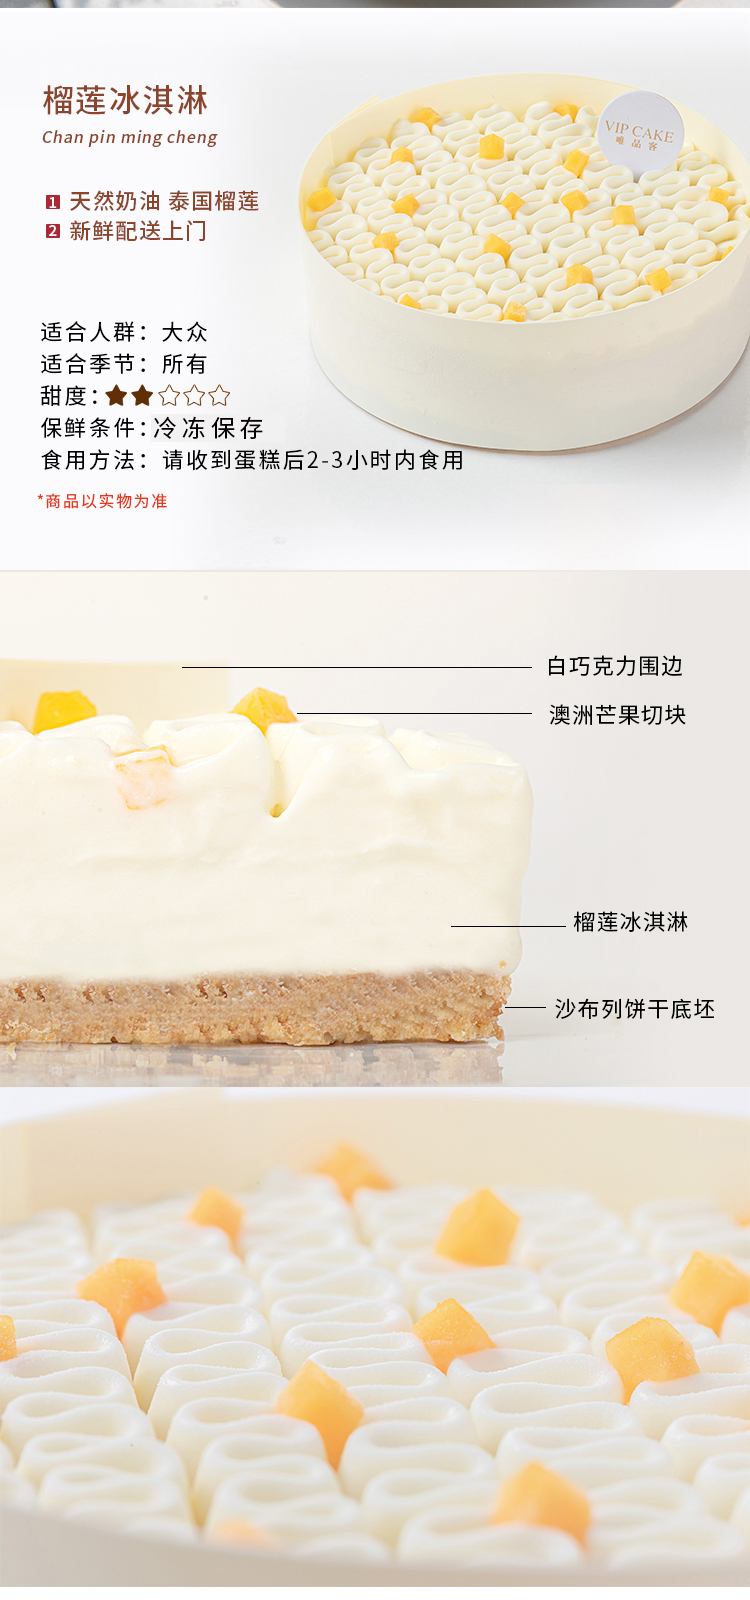 榴莲冰淇淋
Chan pin ming cheng
VIP CAKE
唯品客
1 天然奶油 泰国榴莲
2 新鲜配送上门
适合人群：大众
适合季节：所有
甜度：★★☆☆☆
保鲜条件：冷冻保存
食用方法：请收到蛋糕后2-3小时内食用
*商品以实物为准
白巧克力围边
澳洲芒果切块
榴莲冰淇淋
沙布列饼干底坯